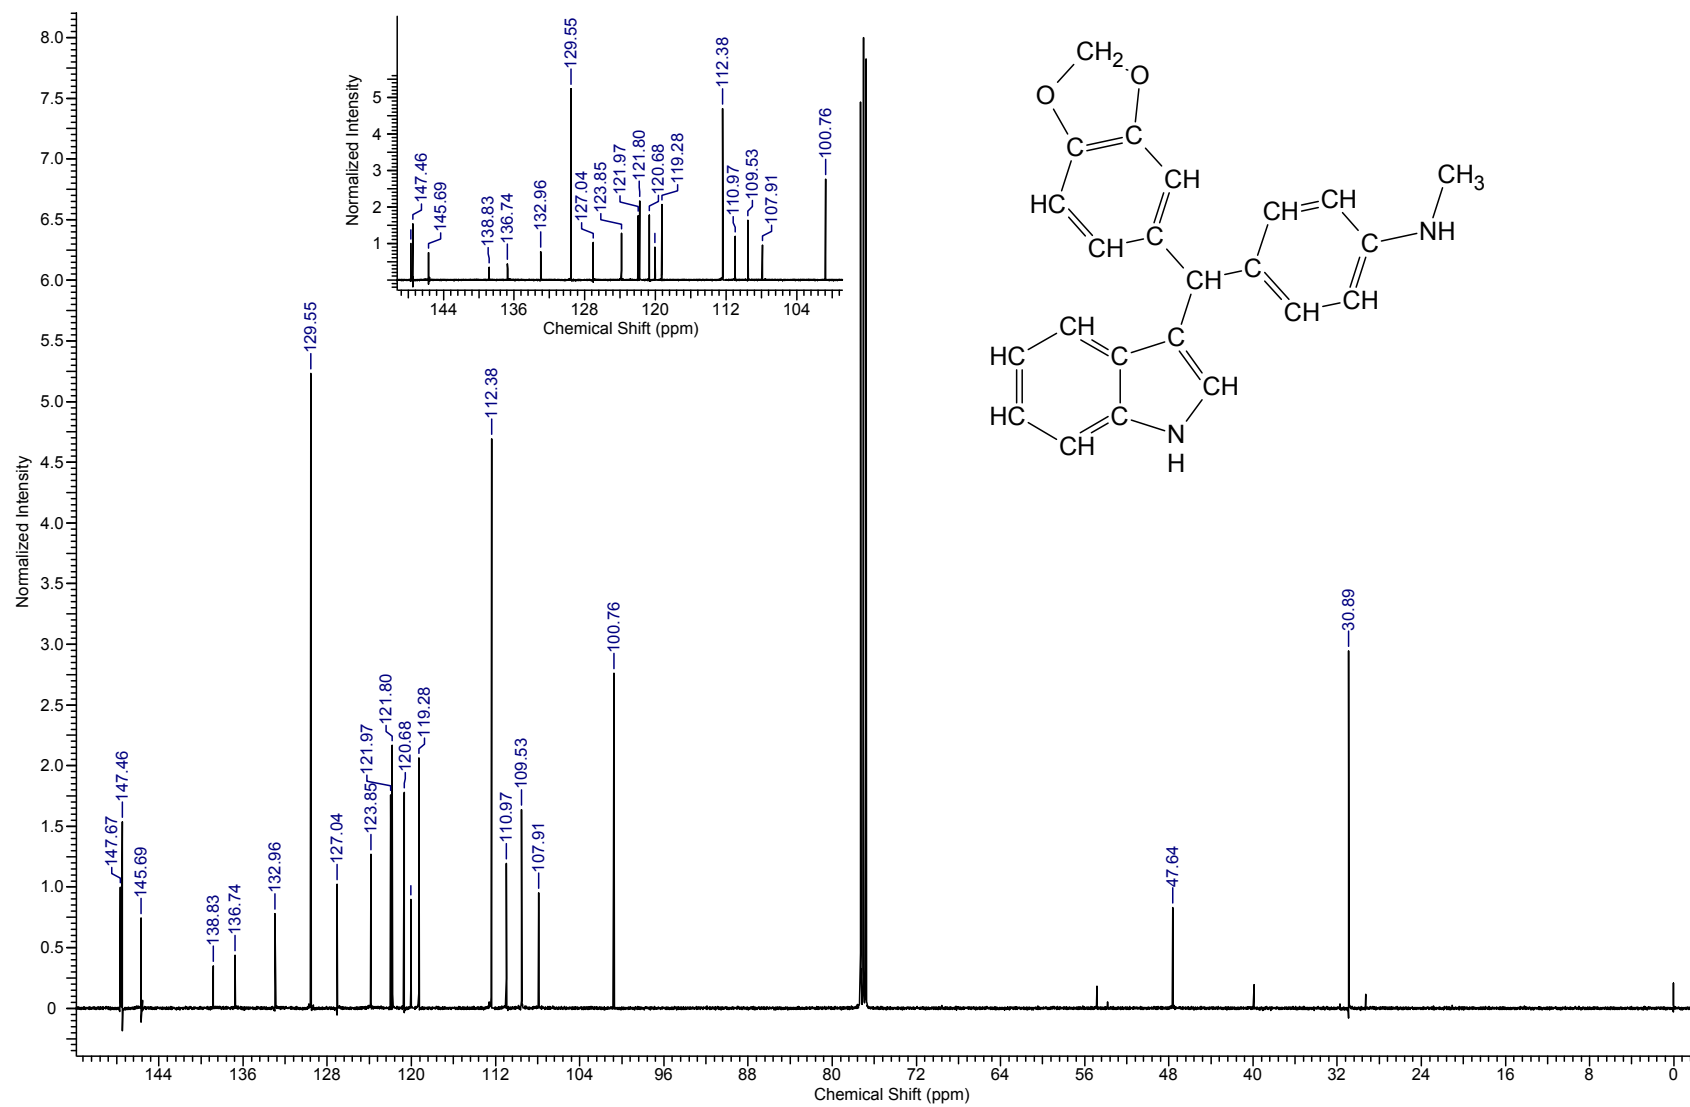 Normalized Intensity
8.0
7.5
7.0
6.5
6.0
5.5
5.0
4.5
4.0
3.5
3.0
2.5
2.0
1.5
1.0
0.5
0
147.67
147.46
145.69
138.83
136.74
132.96
129.55
127.04
123.85
121.97
121.80
120.68
119.28
112.38
110.97
109.53
107.91
100.76
47.64
30.89
144 136 128 120 112 104 96 88 80 72 64 56 48 40 32 24 16 8 0
Chemical Shift (ppm)
Normalized Intensity
5
4
3
2
1
147.46
145.69
138.83
136.74
132.96
129.55
127.04
123.85
121.97
121.80
120.68
119.28
112.38
110.97
109.53
107.91
100.76
144 136 128 120 112 104
Chemical Shift (ppm)
CH2
O
O
C
C
CH
HC
CH
C
CH
CH
CH
CH3
NH
C
C
CH
CH
CH
C
HC
C
CH
HC
C
CH
N
H